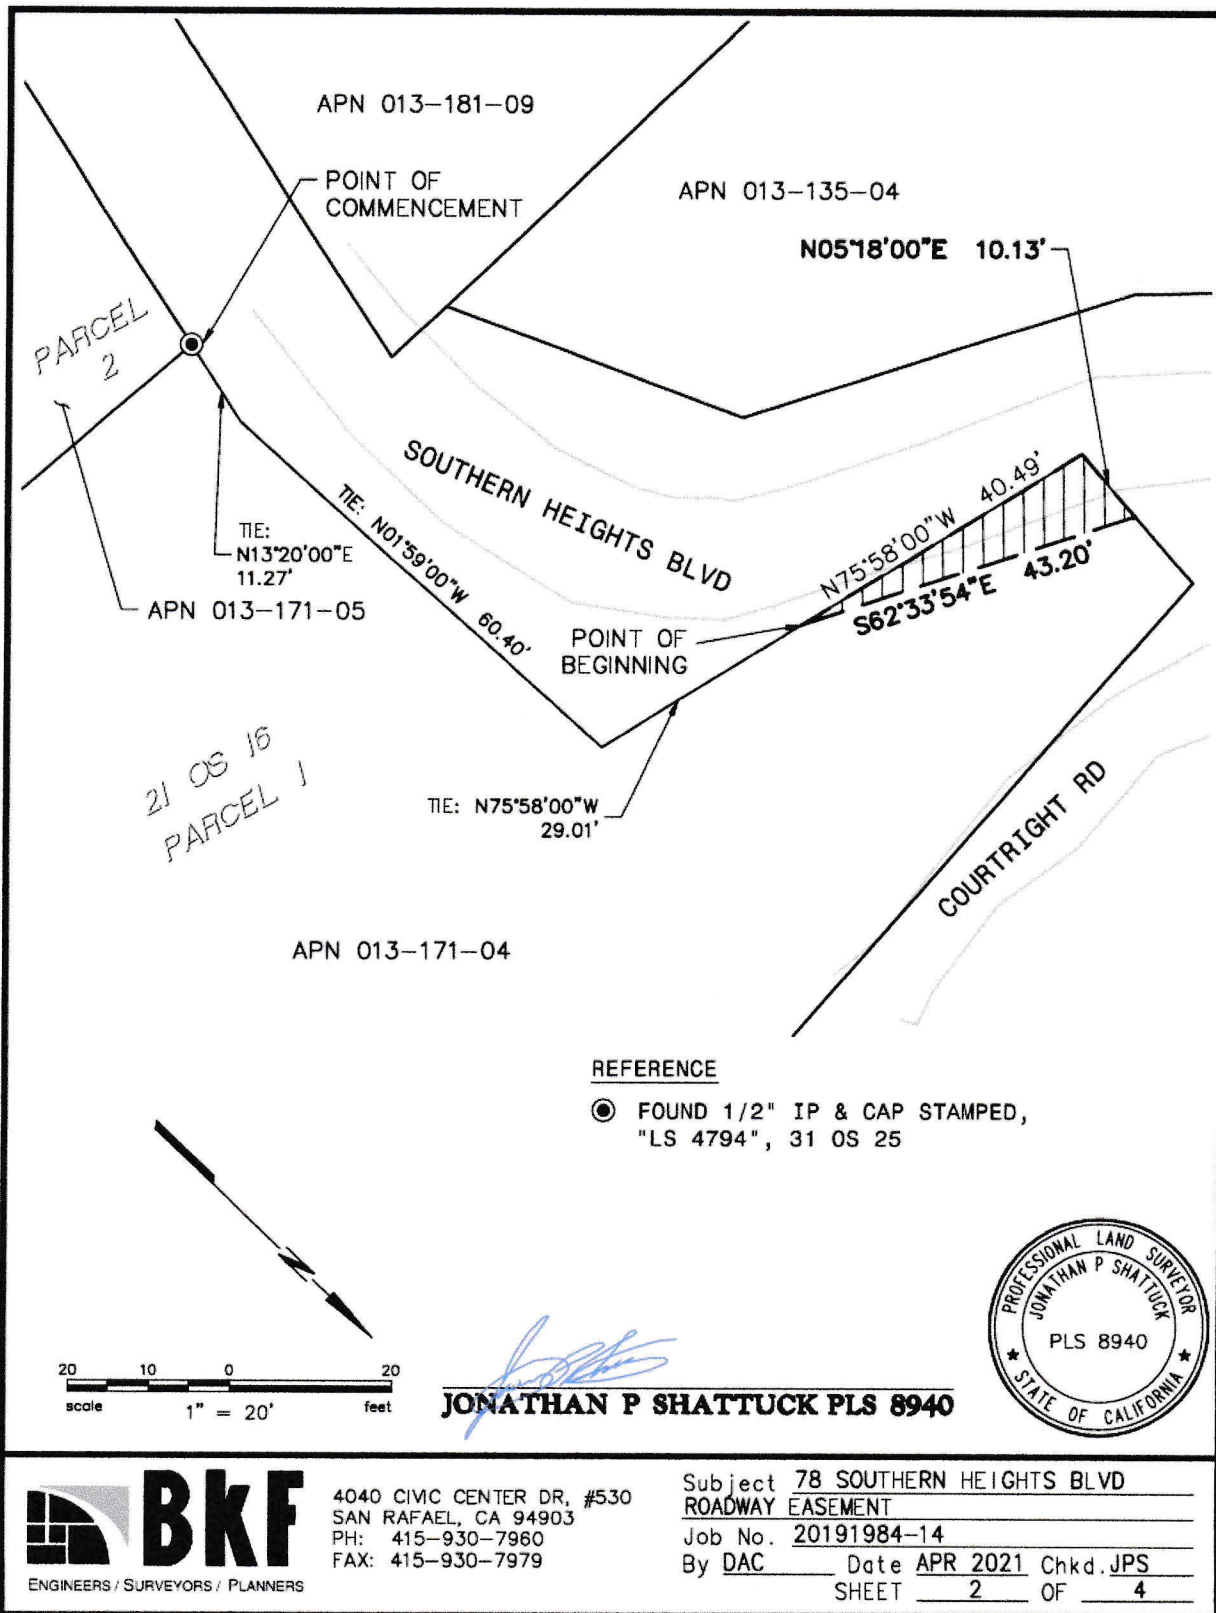 APN 013-181-09
POINT OF
COMMENCEMENT
APN 013-135-04
N05°18'00"E 10.13'
PARCEL
2
SOUTHERN HEIGHTS BLVD
N75°58'00"W 40.49'
S62°33'54"E 43.20'
TIE:
N13°20'00"E
11.27'
TIE: N01°59'00"W 60.40'
APN 013-171-05
POINT OF
BEGINNING
21 OS 16
PARCEL 1
TIE: N75°58'00"W
29.01'
COURTRIGHT RD
APN 013-171-04
REFERENCE
FOUND 1/2" IP & CAP STAMPED,
"LS 4794", 31 OS 25
N
20 10 0 20
scale 1" = 20' feet
JONATHAN P SHATTUCK PLS 8940
PROFESSIONAL LAND SURVEYOR
JONATHAN P SHATTUCK
PLS 8940
STATE OF CALIFORNIA
BKF
ENGINEERS / SURVEYORS / PLANNERS
4040 CIVIC CENTER DR, #530
SAN RAFAEL, CA 94903
PH: 415-930-7960
FAX: 415-930-7979
Subject 78 SOUTHERN HEIGHTS BLVD
ROADWAY EASEMENT
Job No. 20191984-14
By DAC Date APR 2021 Chkd. JPS
SHEET 2 OF 4